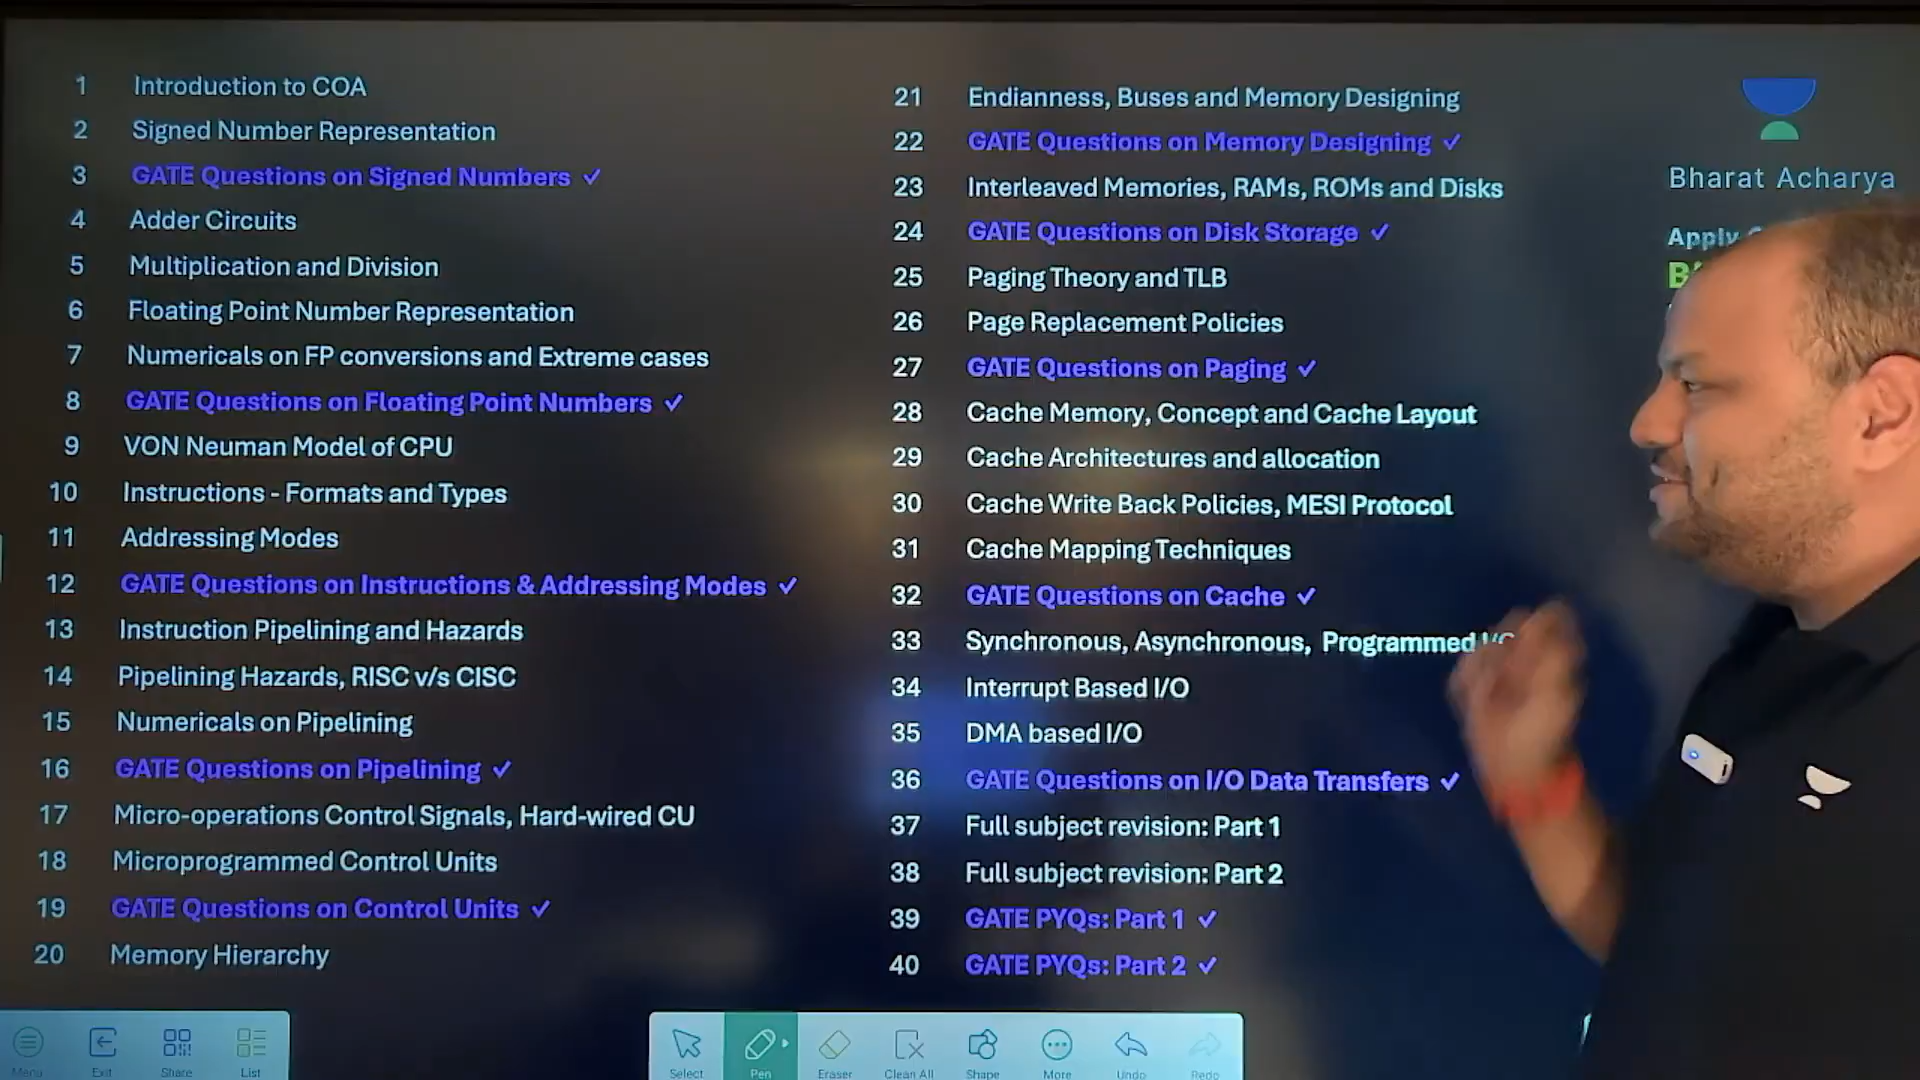 1 Introduction to COA
2 Signed Number Representation
3 GATE Questions on Signed Numbers ✓
4 Adder Circuits
5 Multiplication and Division
6 Floating Point Number Representation
7 Numericals on FP conversions and Extreme cases
8 GATE Questions on Floating Point Numbers ✓
9 VON Neuman Model of CPU
10 Instructions - Formats and Types
11 Addressing Modes
12 GATE Questions on Instructions & Addressing Modes ✓
13 Instruction Pipelining and Hazards
14 Pipelining Hazards, RISC v/s CISC
15 Numericals on Pipelining
16 GATE Questions on Pipelining ✓
17 Micro-operations Control Signals, Hard-wired CU
18 Microprogrammed Control Units
19 GATE Questions on Control Units ✓
20 Memory Hierarchy
21 Endianness, Buses and Memory Designing
22 GATE Questions on Memory Designing ✓
23 Interleaved Memories, RAMs, ROMs and Disks
24 GATE Questions on Disk Storage ✓
25 Paging Theory and TLB
26 Page Replacement Policies
27 GATE Questions on Paging ✓
28 Cache Memory, Concept and Cache Layout
29 Cache Architectures and allocation
30 Cache Write Back Policies, MESI Protocol
31 Cache Mapping Techniques
32 GATE Questions on Cache ✓
33 Synchronous, Asynchronous, Programmed
34 Interrupt Based I/O
35 DMA based I/O
36 GATE Questions on I/O Data Transfers ✓
37 Full subject revision: Part 1
38 Full subject revision: Part 2
39 GATE PYQs: Part 1 ✓
40 GATE PYQs: Part 2 ✓
Bharat Acharya
Apply
Menu Exit Share List
Select Pen Eraser Clean All Shape More Undo Redo